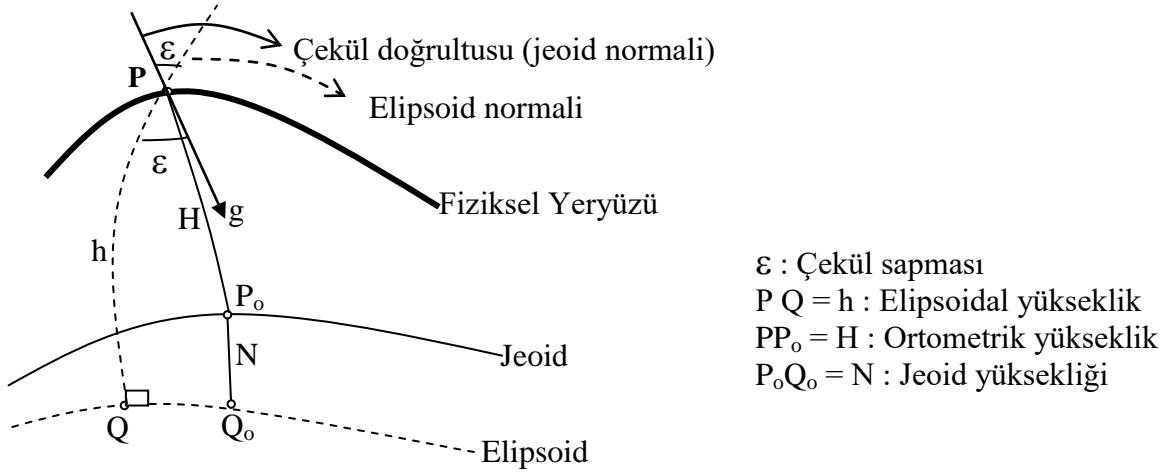 ε
Çekül doğrultusu (jeoid normali)
P
Elipsoid normali
ε
Fiziksel Yeryüzü
H
g
h
ε : Çekül sapması
P Q = h : Elipsoidal yükseklik
PPₒ = H : Ortometrik yükseklik
PₒQₒ = N : Jeoid yüksekliği
Pₒ
N
Jeoid
Q
Qₒ
Elipsoid